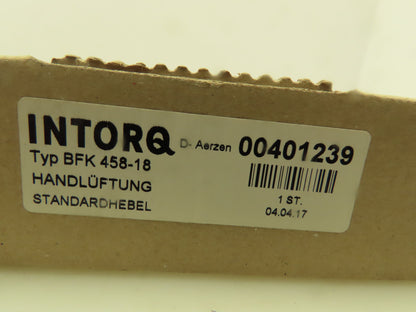 INTORQ D- Aerzen 00401239
Typ BFK 458-18
HANDLÜFTUNG
STANDARDHEBEL
1 ST.
04.04.17